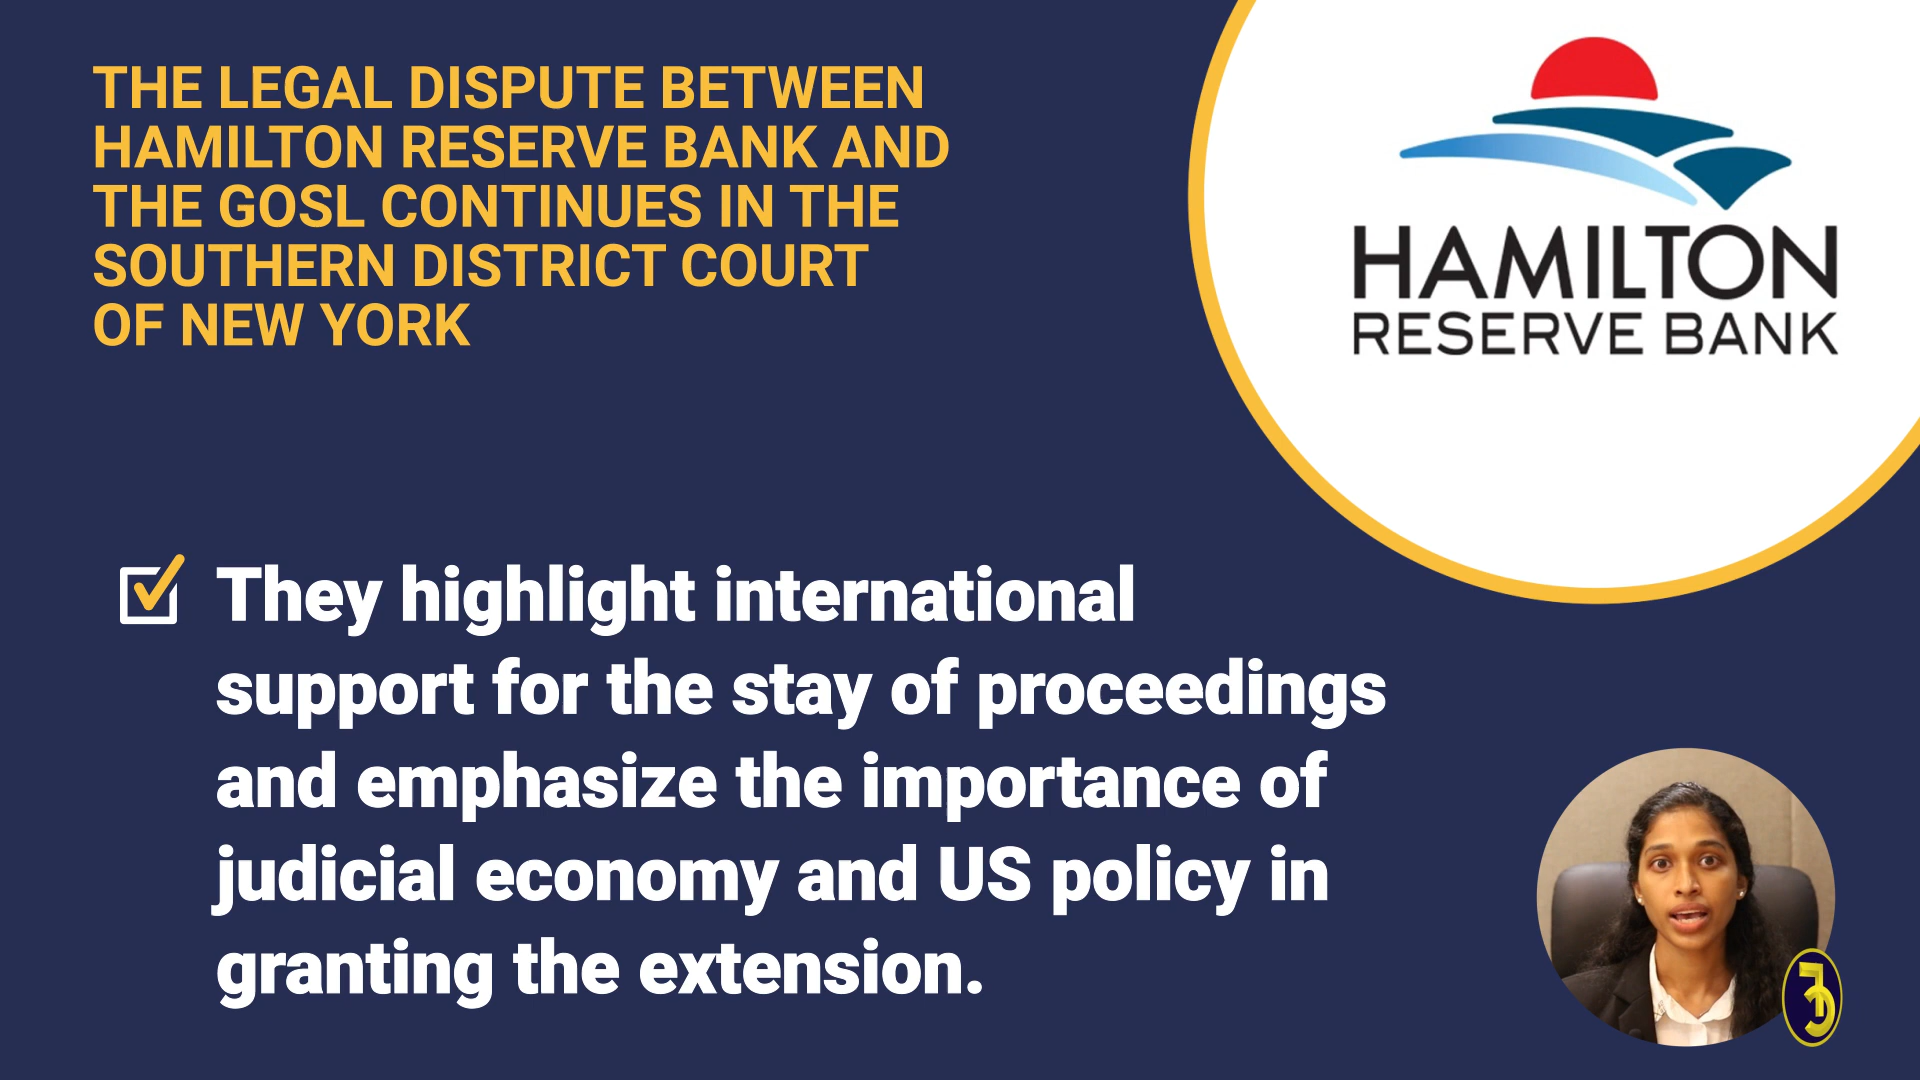 THE LEGAL DISPUTE BETWEEN
HAMILTON RESERVE BANK AND
THE GOSL CONTINUES IN THE
SOUTHERN DISTRICT COURT
OF NEW YORK
HAMILTON
RESERVE BANK
They highlight international
support for the stay of proceedings
and emphasize the importance of
judicial economy and US policy in
granting the extension.